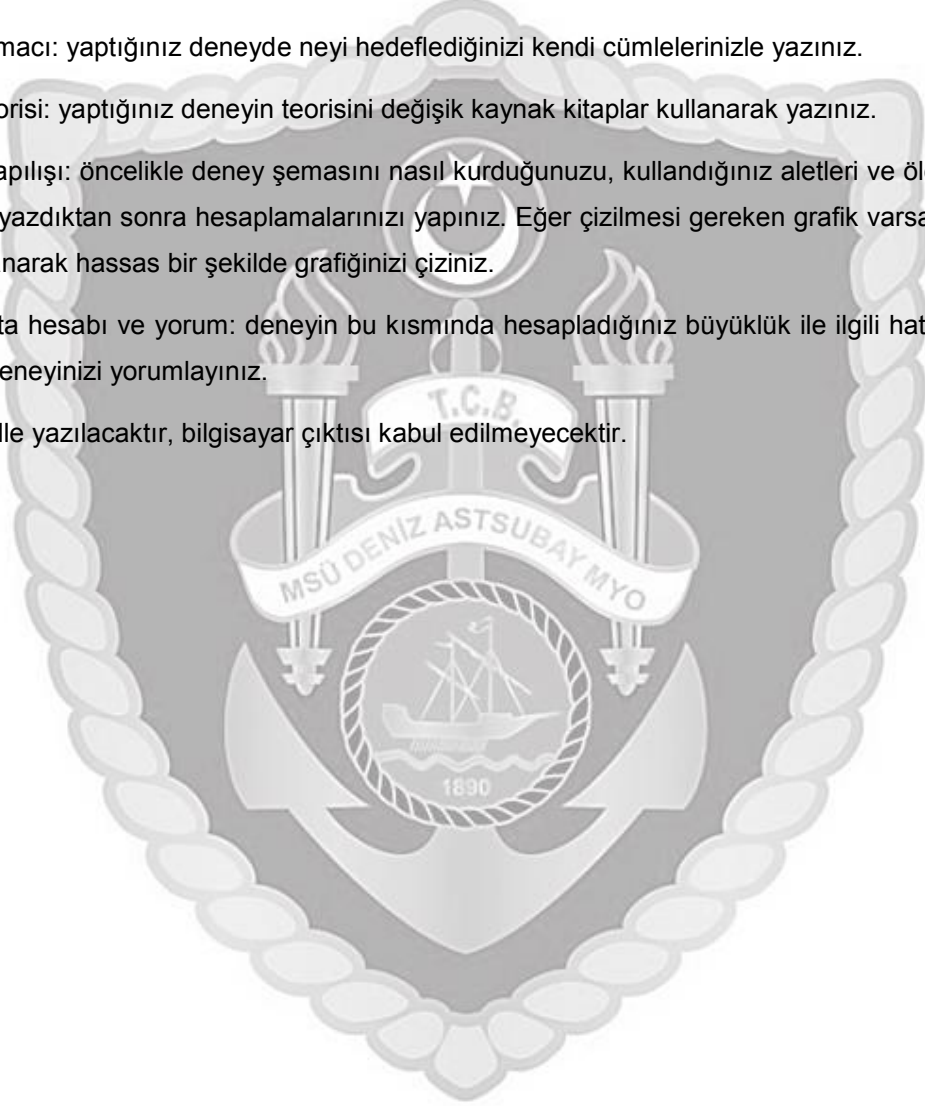 macı: yaptığınız deneyde neyi hedeflediğinizi kendi cümlelerinizle yazınız.
orisi: yaptığınız deneyin teorisini değişik kaynak kitaplar kullanarak yazınız.
apılışı: öncelikle deney şemasını nasıl kurduğunuzu, kullandığınız aletleri ve öl
yazdıktan sonra hesaplamalarınızı yapınız. Eğer çizilmesi gereken grafik varsa
narak hassas bir şekilde grafiğinizi çiziniz.
ta hesabı ve yorum: deneyin bu kısmında hesapladığınız büyüklük ile ilgili hat
eneyinizi yorumlayınız.
lle yazılacaktır, bilgisayar çıktısı kabul edilmeyecektir.
T.C.B.
MSÜ DENİZ ASTSUBAY MYO
1890